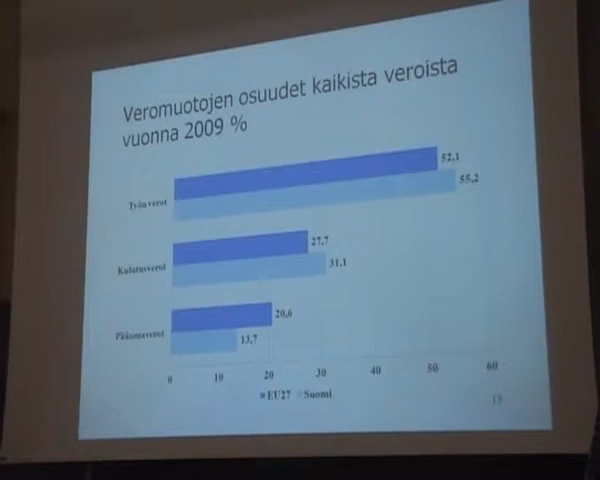 Veromuotojen osuudet kaikista veroista
vuonna 2009 %
Työn verot
52,1
55,2
Kulutusverot
27,7
31,1
Pääomaverot
20,6
13,7
0 10 20 30 40 50 60
EU27 Suomi
13